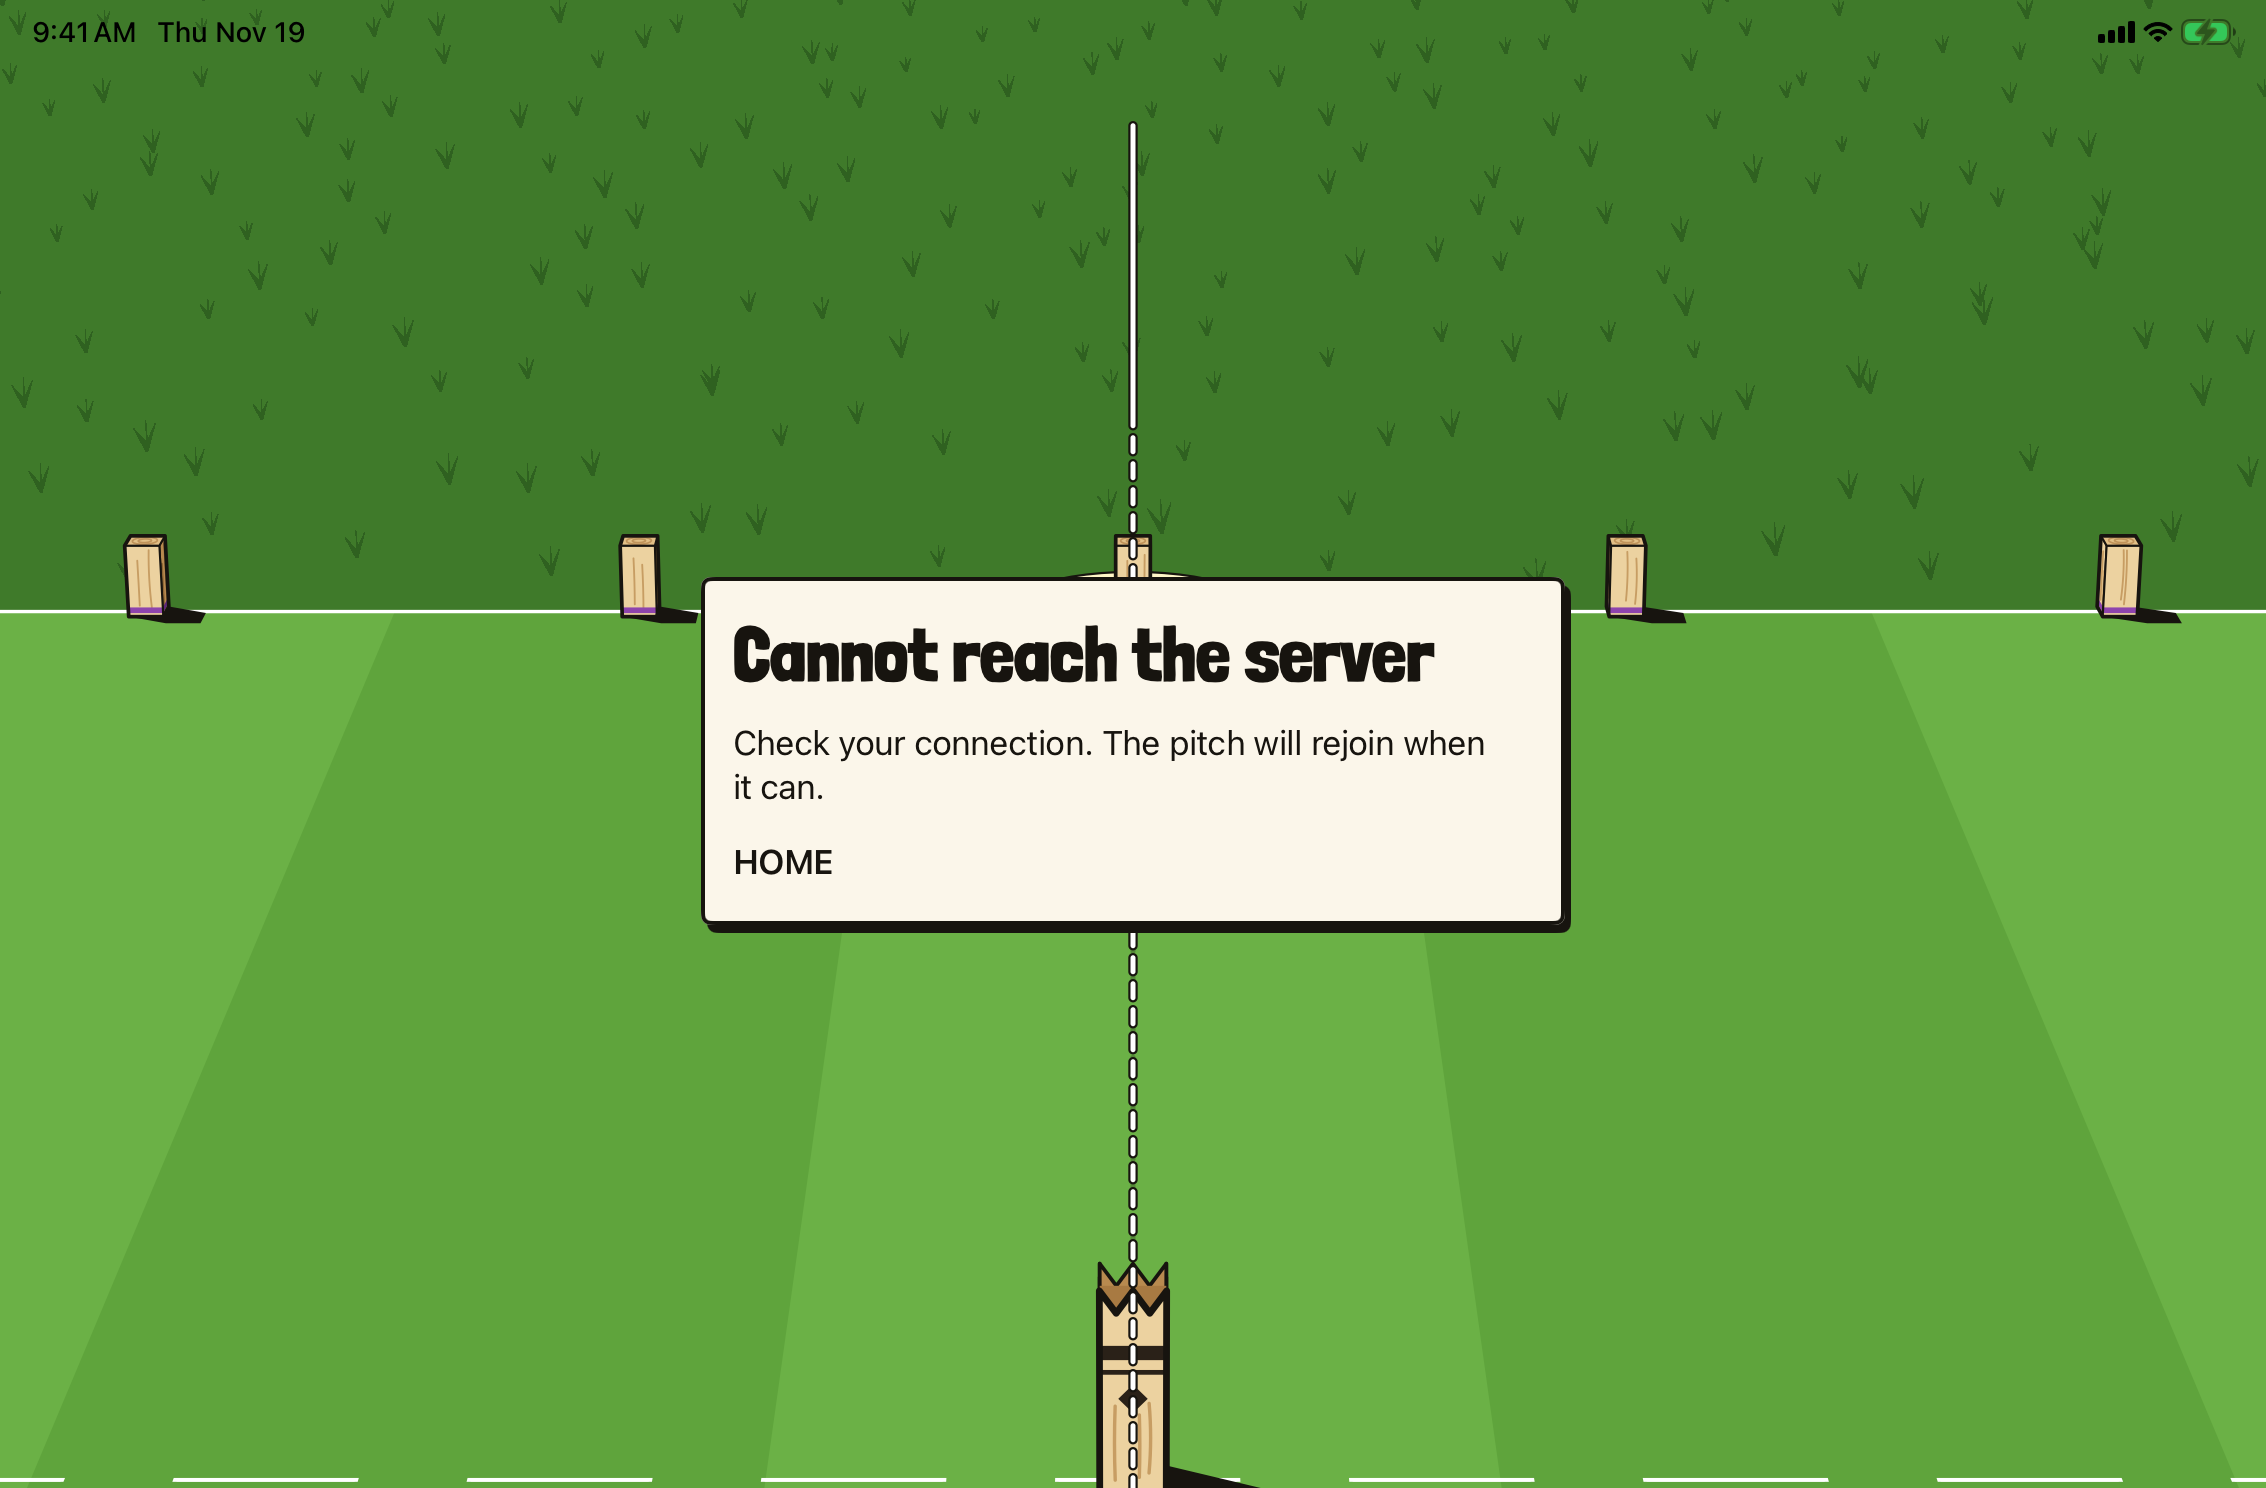 9:41 AM Thu Nov 19
Cannot reach the server
Check your connection. The pitch will rejoin when
it can.
HOME